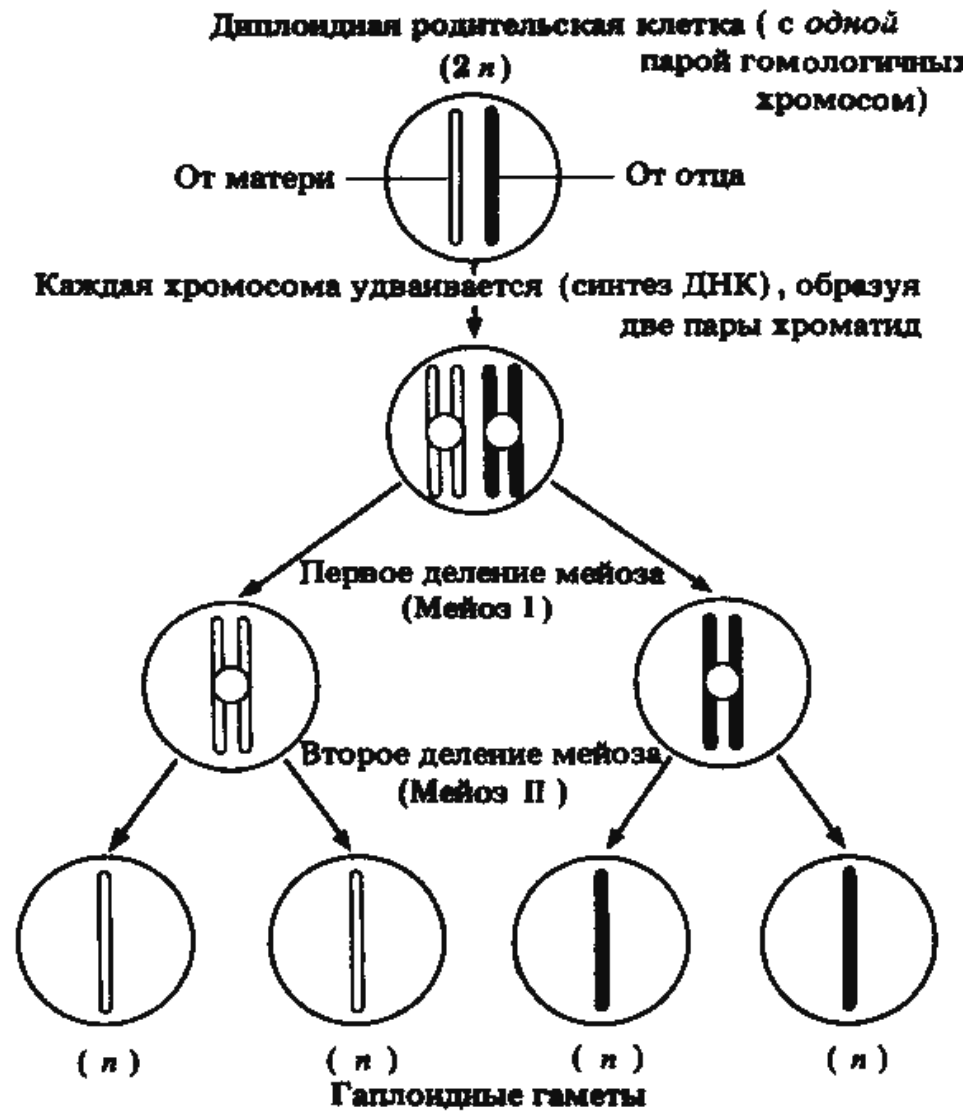 Диплоидная родительская клетка ( с одной
(2 n)
парой гомологичных
хромосом)
От матери
От отца
Каждая хромосома удваивается (синтез ДНК), образуя
две пары хроматид
Первое деление мейоза
(Мейоз I)
Второе деление мейоза
(Мейоз II )
( n )
( n )
( n )
( n )
Гаплоидные гаметы